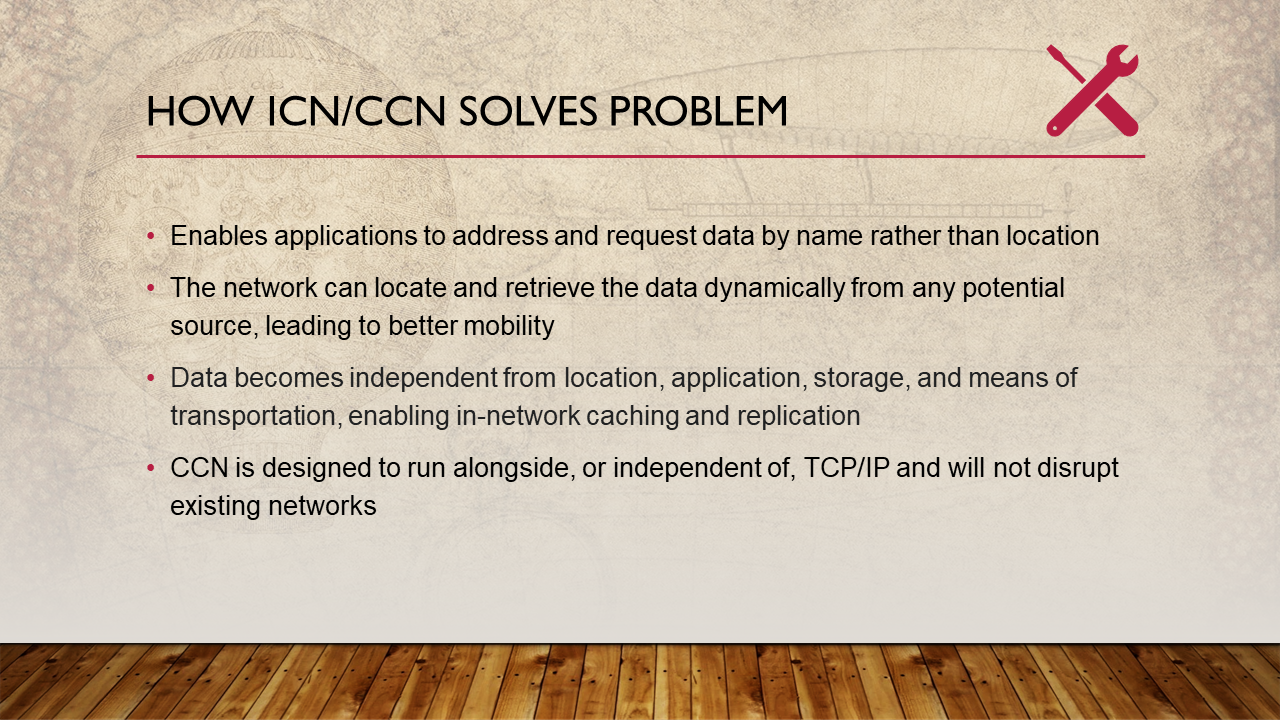 HOW ICN/CCN SOLVES PROBLEM
• Enables applications to address and request data by name rather than location
• The network can locate and retrieve the data dynamically from any potential
source, leading to better mobility
• Data becomes independent from location, application, storage, and means of
transportation, enabling in-network caching and replication
• CCN is designed to run alongside, or independent of, TCP/IP and will not disrupt
existing networks